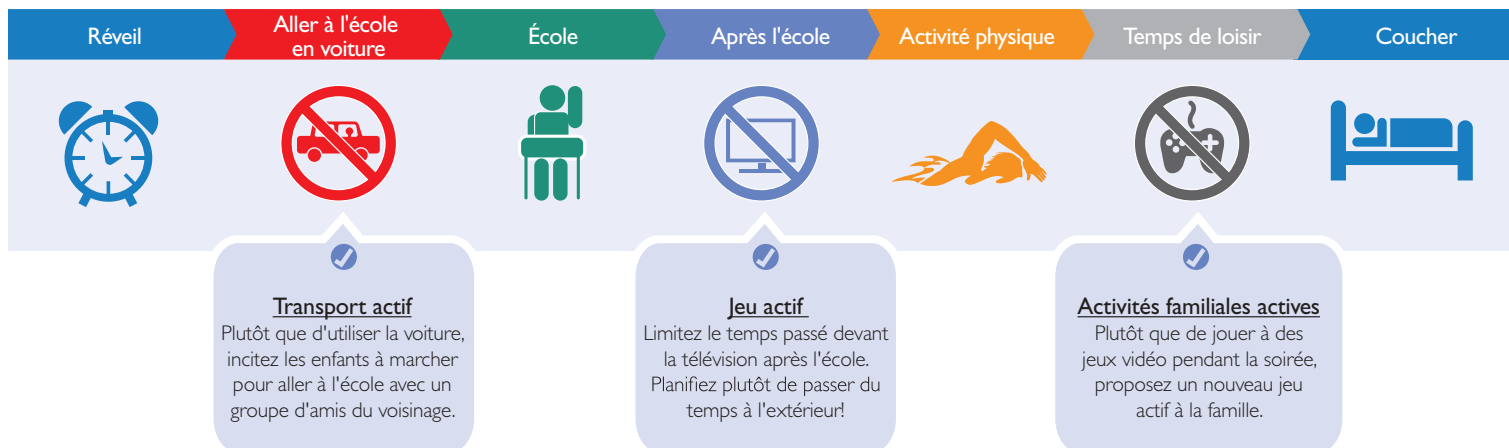 Réveil
Aller à l'école
en voiture
École
Après l'école
Activité physique
Temps de loisir
Coucher
Transport actif
Plutôt que d'utiliser la voiture,
incitez les enfants à marcher
pour aller à l'école avec un
groupe d'amis du voisinage.
Jeu actif
Limitez le temps passé devant
la télévision après l'école.
Planifiez plutôt de passer du
temps à l'extérieur!
Activités familiales actives
Plutôt que de jouer à des
jeux vidéo pendant la soirée,
proposez un nouveau jeu
actif à la famille.